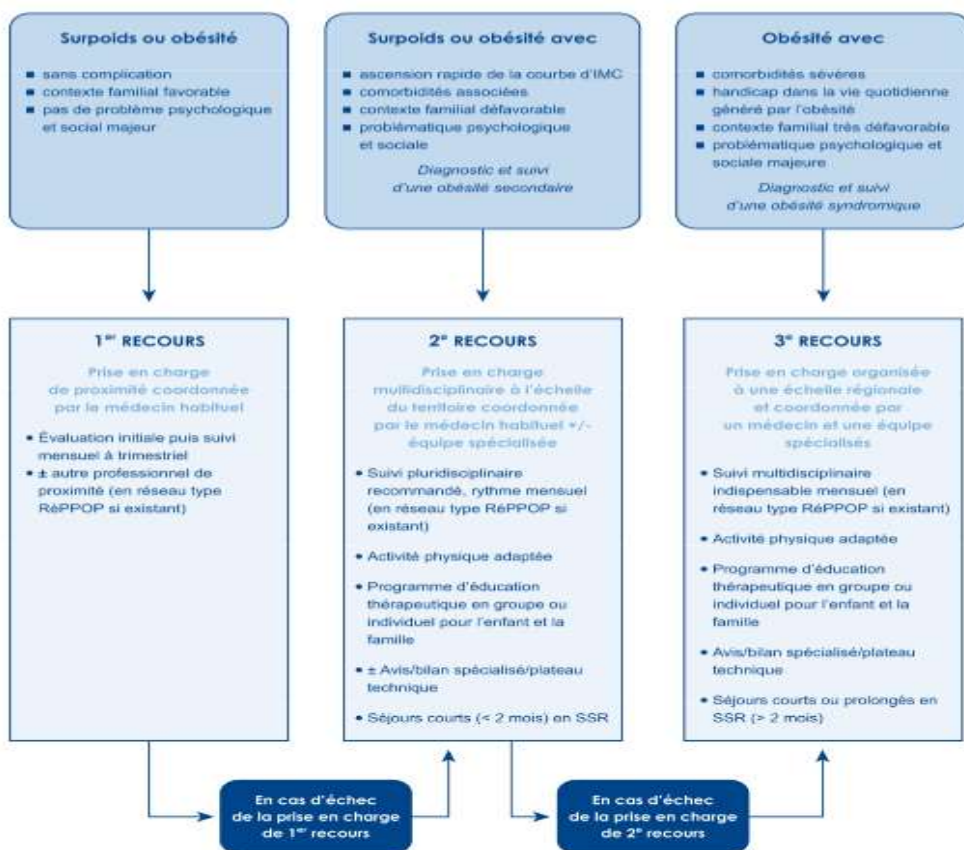 Surpoids ou obésité
■ sans complication
■ contexte familial favorable
■ pas de problème psychologique
et social majeur
Surpoids ou obésité avec
■ ascension rapide de la courbe d'IMC
■ comorbidités associées
■ contexte familial défavorable
■ problématique psychologique
et sociale
Diagnostic et suivi
d'une obésité secondaire
Obésité avec
■ comorbidités sévères
■ handicap dans la vie quotidienne
généré par l'obésité
■ contexte familial très défavorable
■ problématique psychologique et
sociale majeure
Diagnostic et suivi
d'une obésité syndromique
1er RECOURS
Prise en charge
de proximité coordonnée
par le médecin habituel
• Évaluation initiale puis suivi
mensuel à trimestriel
• ± autre professionnel de
proximité (en réseau type
RéPPOP si existant)
2e RECOURS
Prise en charge
multidisciplinaire à l'échelle
du territoire coordonnée
par le médecin habituel +/-
équipe spécialisée
• Suivi pluridisciplinaire
recommandé, rythme mensuel
(en réseau type RéPPOP si
existant)
• Activité physique adaptée
• Programme d'éducation
thérapeutique en groupe ou
individuel pour l'enfant et la
famille
• ± Avis/bilan spécialisé/plateau
technique
• Séjours courts (< 2 mois) en SSR
3e RECOURS
Prise en charge organisée
à une échelle régionale
et coordonnée par
un médecin et une équipe
spécialisés
• Suivi multidisciplinaire
indispensable mensuel (en
réseau type RéPPOP si existant)
• Activité physique adaptée
• Programme d'éducation
thérapeutique en groupe ou
individuel pour l'enfant et la
famille
• Avis/bilan spécialisé/plateau
technique
• Séjours courts ou prolongés en
SSR (> 2 mois)
En cas d'échec
de la prise en charge
de 1er recours
En cas d'échec
de la prise en charge
de 2e recours